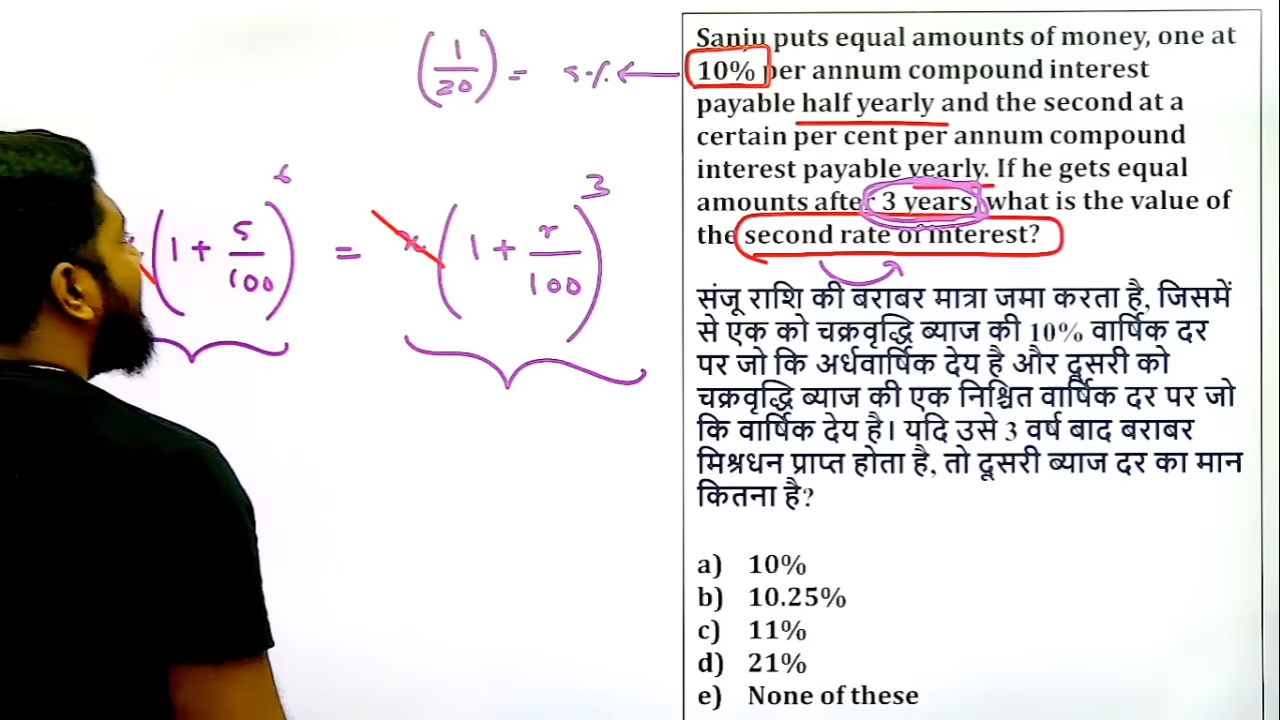 (1/20) = 5% ←
(1 + 5/100)^6 = x (1 + r/100)^3
Sanju puts equal amounts of money, one at
10% per annum compound interest
payable half yearly and the second at a
certain per cent per annum compound
interest payable yearly. If he gets equal
amounts after 3 years, what is the value of
the second rate of interest?
संजू राशि की बराबर मात्रा जमा करता है, जिसमें
से एक को चक्रवृद्धि ब्याज की 10% वार्षिक दर
पर जो कि अर्धवार्षिक देय है और दूसरी को
चक्रवृद्धि ब्याज की एक निश्चित वार्षिक दर पर जो
कि वार्षिक देय है। यदि उसे 3 वर्ष बाद बराबर
मिश्रधन प्राप्त होता है, तो दूसरी ब्याज दर का मान
कितना है?
a) 10%
b) 10.25%
c) 11%
d) 21%
e) None of these